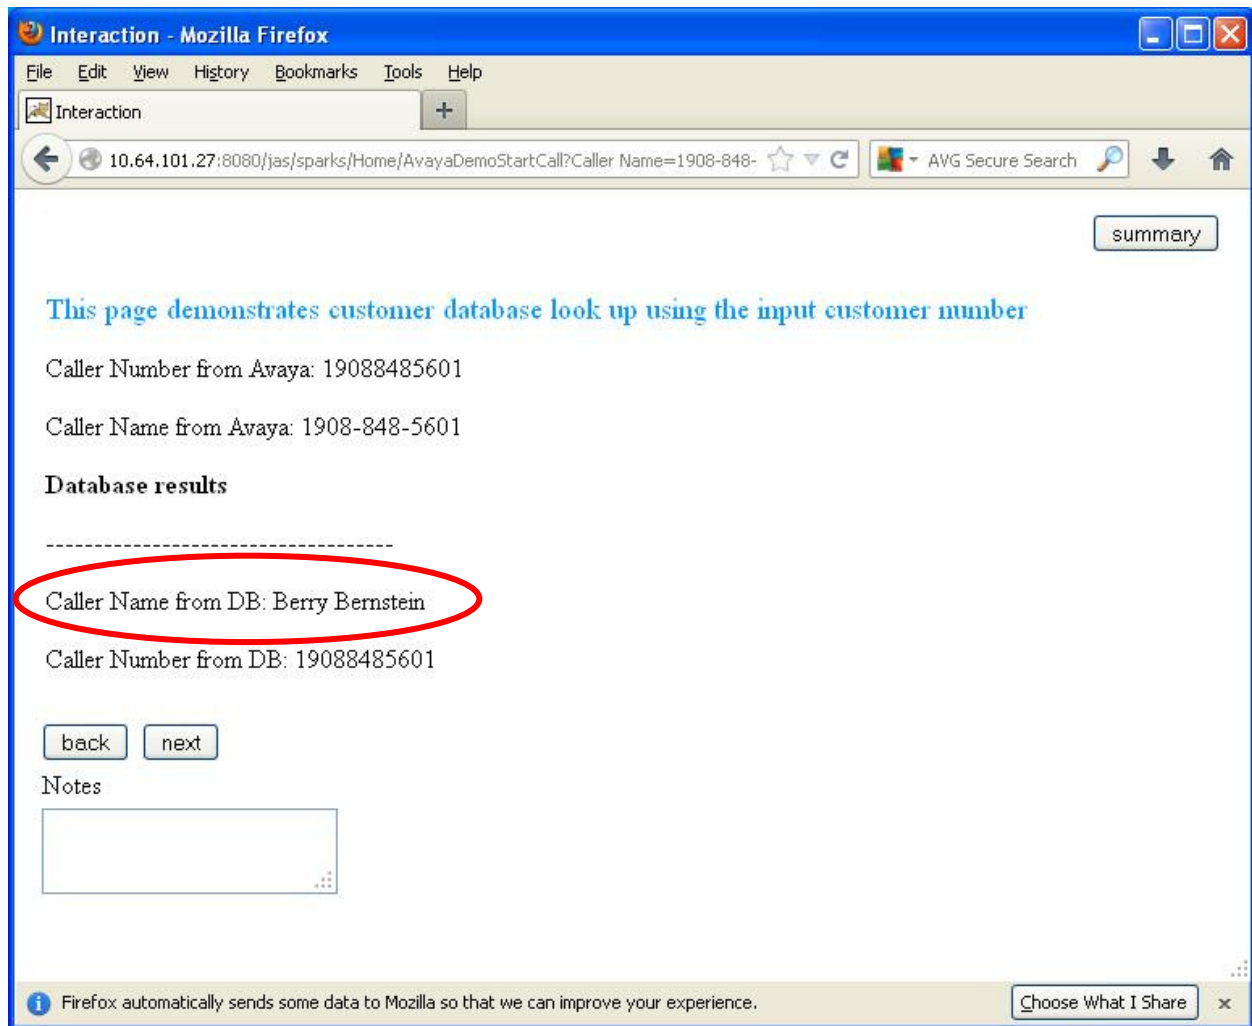 Interaction - Mozilla Firefox
File Edit View History Bookmarks Tools Help
Interaction
10.64.101.27:8080/jas/sparks/Home/AvayaDemoStartCall?Caller Name=1908-848- AVG Secure Search
summary
This page demonstrates customer database look up using the input customer number
Caller Number from Avaya: 19088485601
Caller Name from Avaya: 1908-848-5601
Database results
------------------------------------
Caller Name from DB: Berry Bernstein
Caller Number from DB: 19088485601
back next
Notes
Firefox automatically sends some data to Mozilla so that we can improve your experience. Choose What I Share